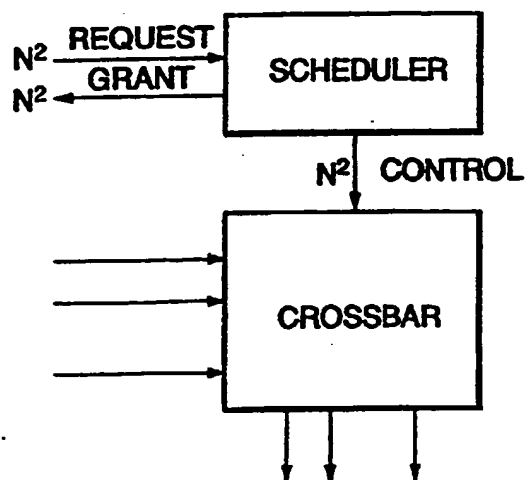 N² REQUEST
N² GRANT
SCHEDULER
N² CONTROL
CROSSBAR